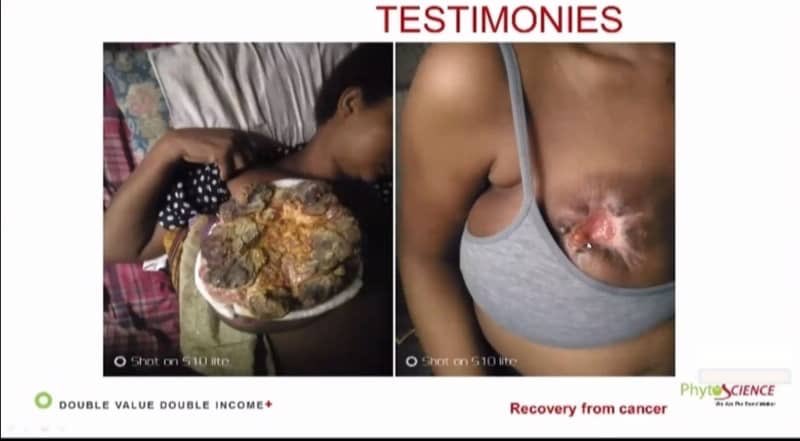 TESTIMONIES
Shot on S10 lite
Shot on S10 lite
DOUBLE VALUE DOUBLE INCOME+
Recovery from cancer
PhytoSCIENCE